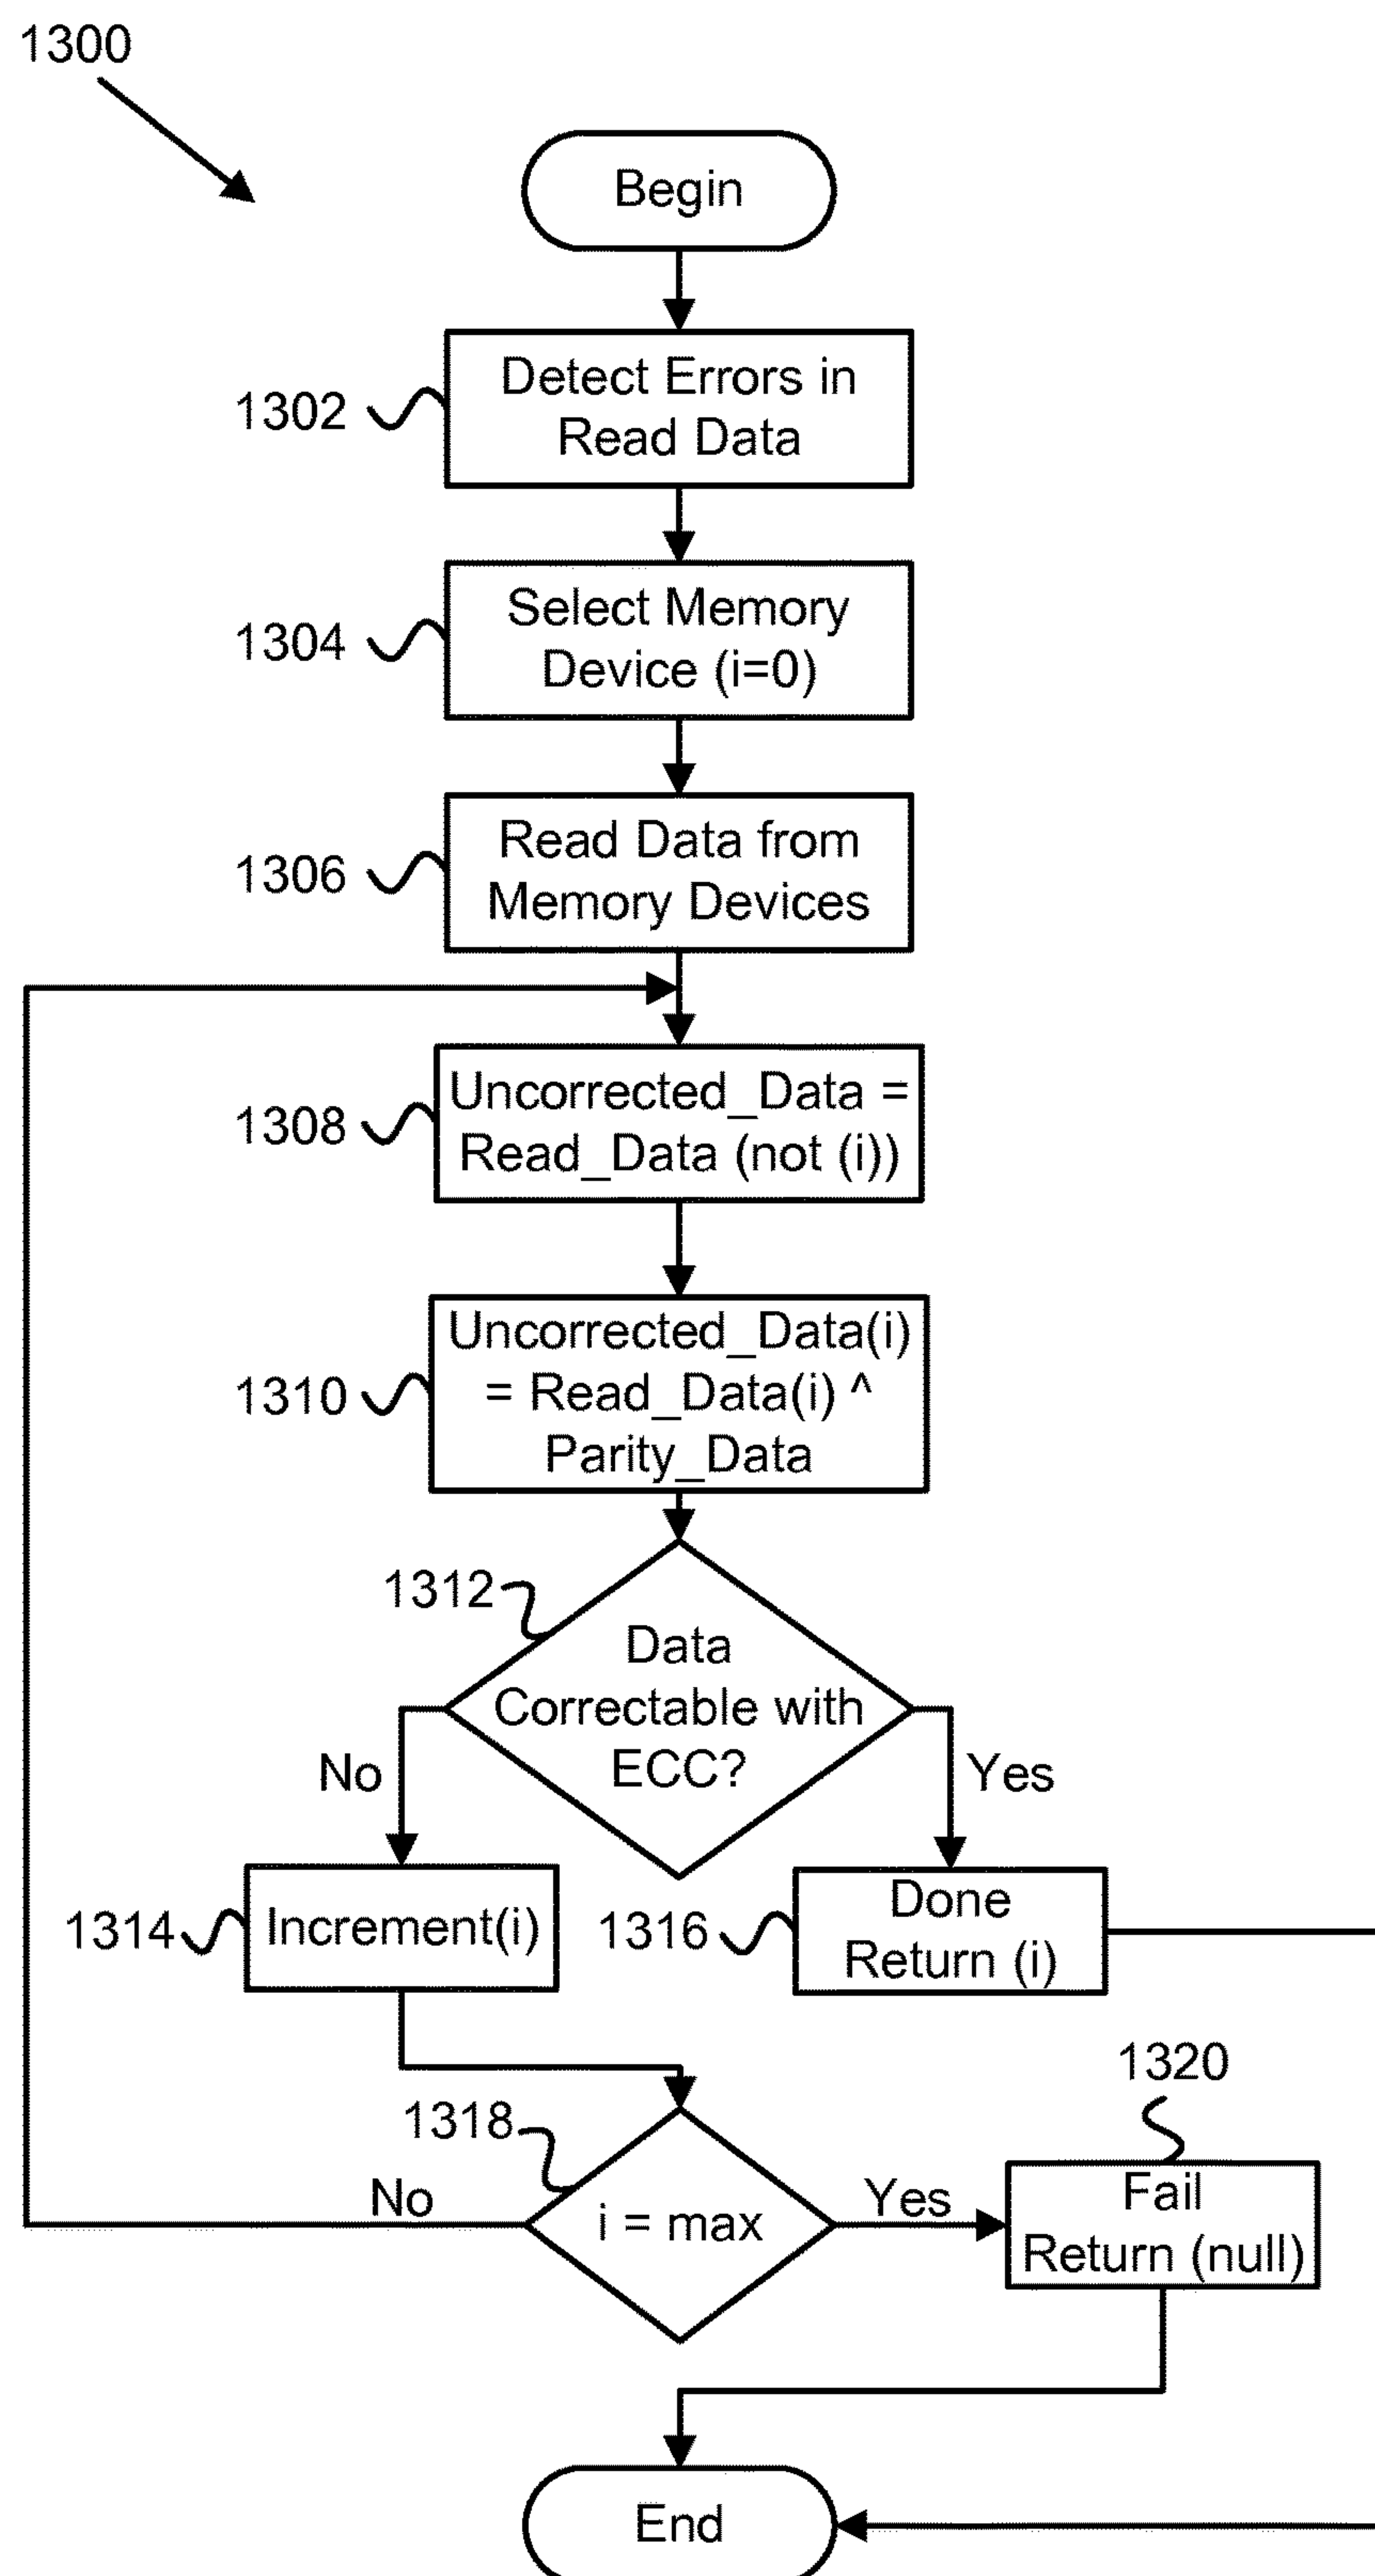 1300
Begin
1302
Detect Errors in
Read Data
1304
Select Memory
Device (i=0)
1306
Read Data from
Memory Devices
1308
Uncorrected_Data =
Read_Data (not (i))
1310
Uncorrected_Data(i)
= Read_Data(i) ^
Parity_Data
1312
Data
Correctable with
ECC?
No
Yes
1314
Increment(i)
1316
Done
Return (i)
1318
i = max
No
Yes
1320
Fail
Return (null)
End